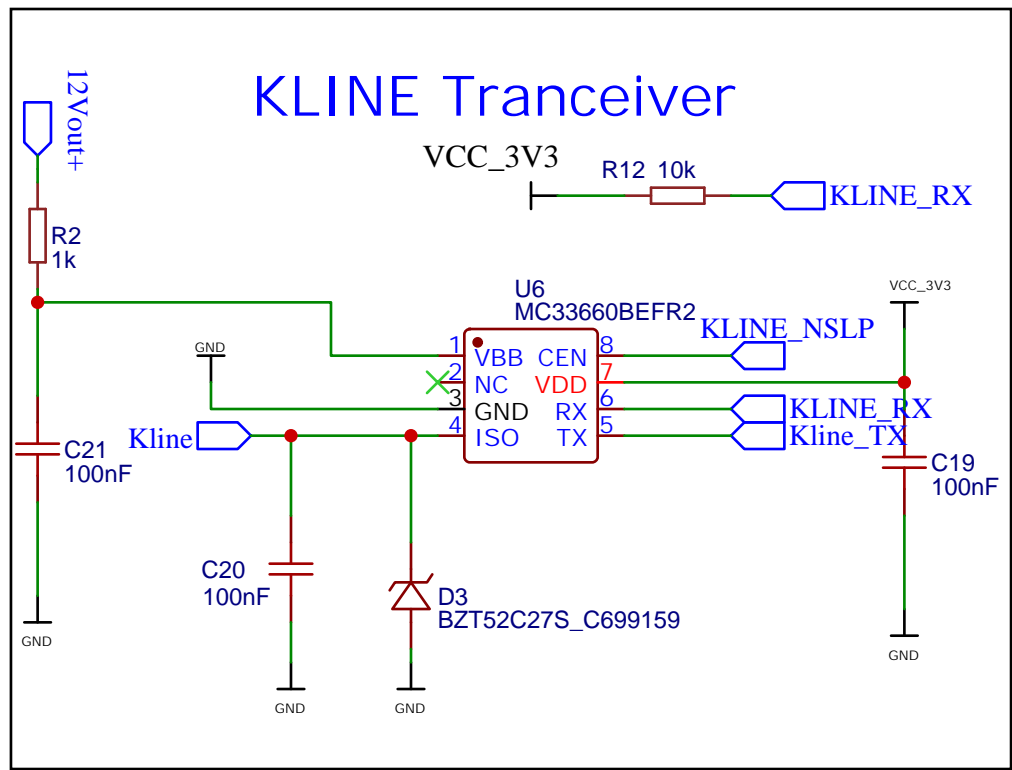 KLINE Tranceiver
12Vout+
VCC_3V3
R12 10k
KLINE_RX
R2
1k
VCC_3V3
U6
MC33660BEFR2
KLINE_NSLP
GND
1 VBB CEN 8
2 NC VDD 7
3 GND RX 6
KLINE_RX
4 ISO TX 5
Kline
Kline_TX
C21
100nF
C19
100nF
C20
100nF
D3
BZT52C27S_C699159
GND
GND
GND
GND